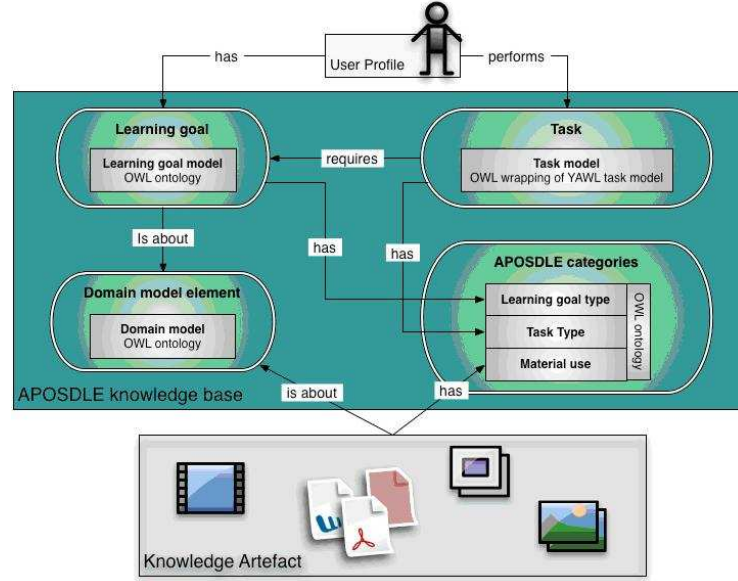 has
performs
User Profile
Learning goal
Learning goal model
OWL ontology
requires
Task
Task model
OWL wrapping of YAWL task model
Is about
has
has
Domain model element
Domain model
OWL ontology
APOSDLE categories
Learning goal type
Task Type
Material use
OWL ontology
APOSDLE knowledge base
is about
has
Knowledge Artefact